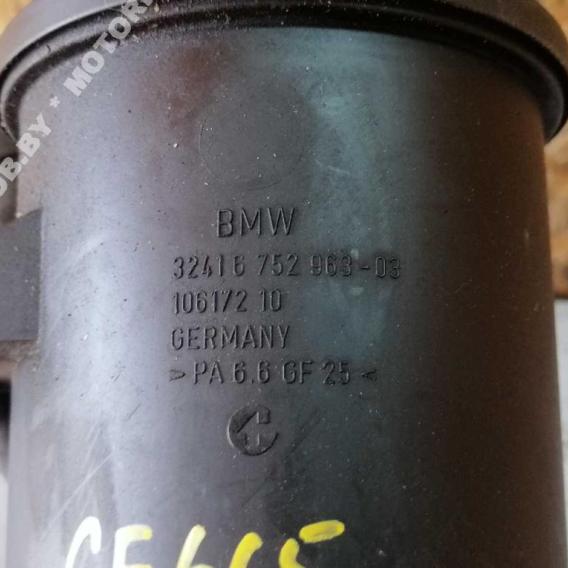 BMW
32416 752 963-03
106172 10
GERMANY
>PA 6.6 GF 25<